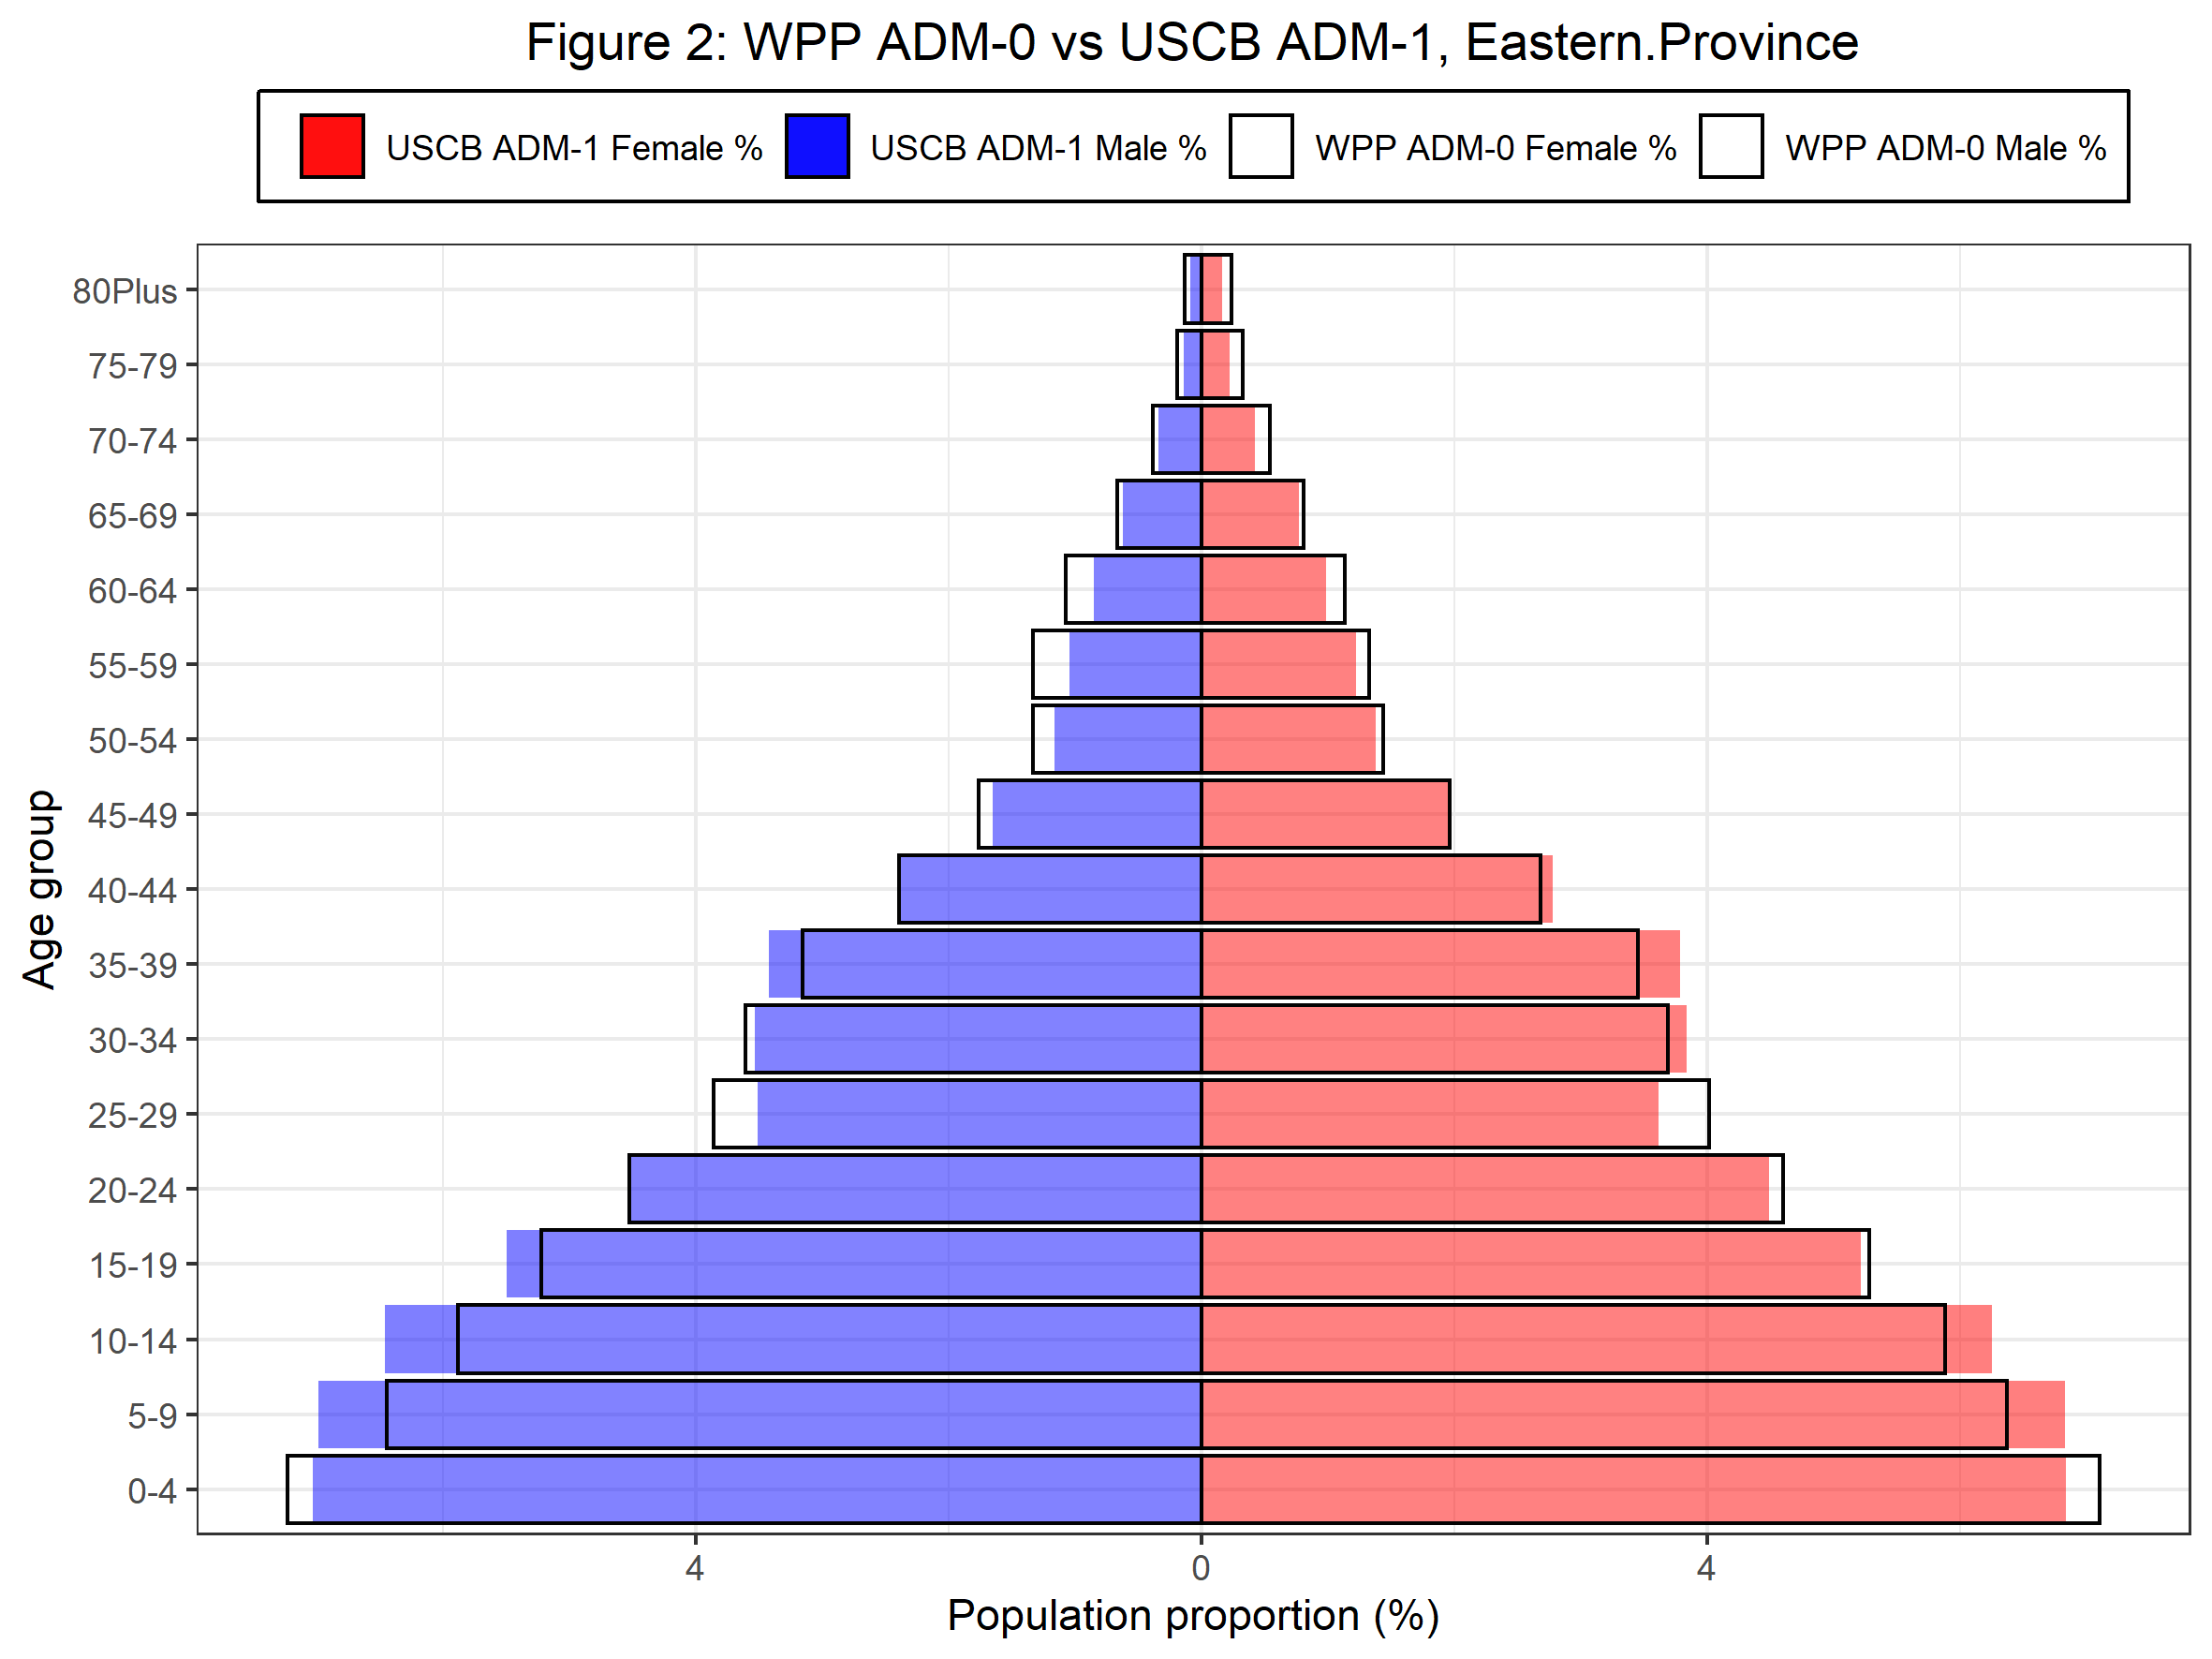 Figure 2: WPP ADM-0 vs USCB ADM-1, Eastern.Province
USCB ADM-1 Female % USCB ADM-1 Male % WPP ADM-0 Female % WPP ADM-0 Male %
80Plus
75-79
70-74
65-69
60-64
55-59
50-54
45-49
40-44
35-39
30-34
25-29
20-24
15-19
10-14
5-9
0-4
Age group
4 0 4
Population proportion (%)